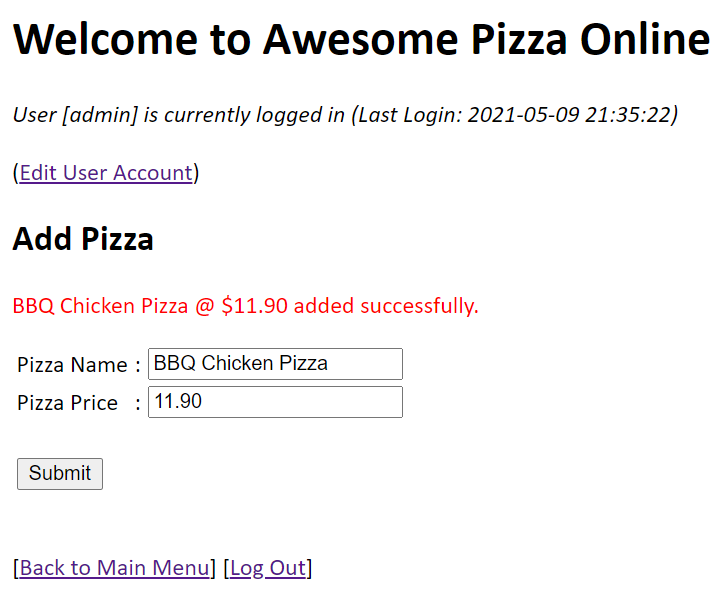 Welcome to Awesome Pizza Online
User [admin] is currently logged in (Last Login: 2021-05-09 21:35:22)
(Edit User Account)
Add Pizza
BBQ Chicken Pizza @ $11.90 added successfully.
Pizza Name : BBQ Chicken Pizza
Pizza Price : 11.90
Submit
[Back to Main Menu] [Log Out]